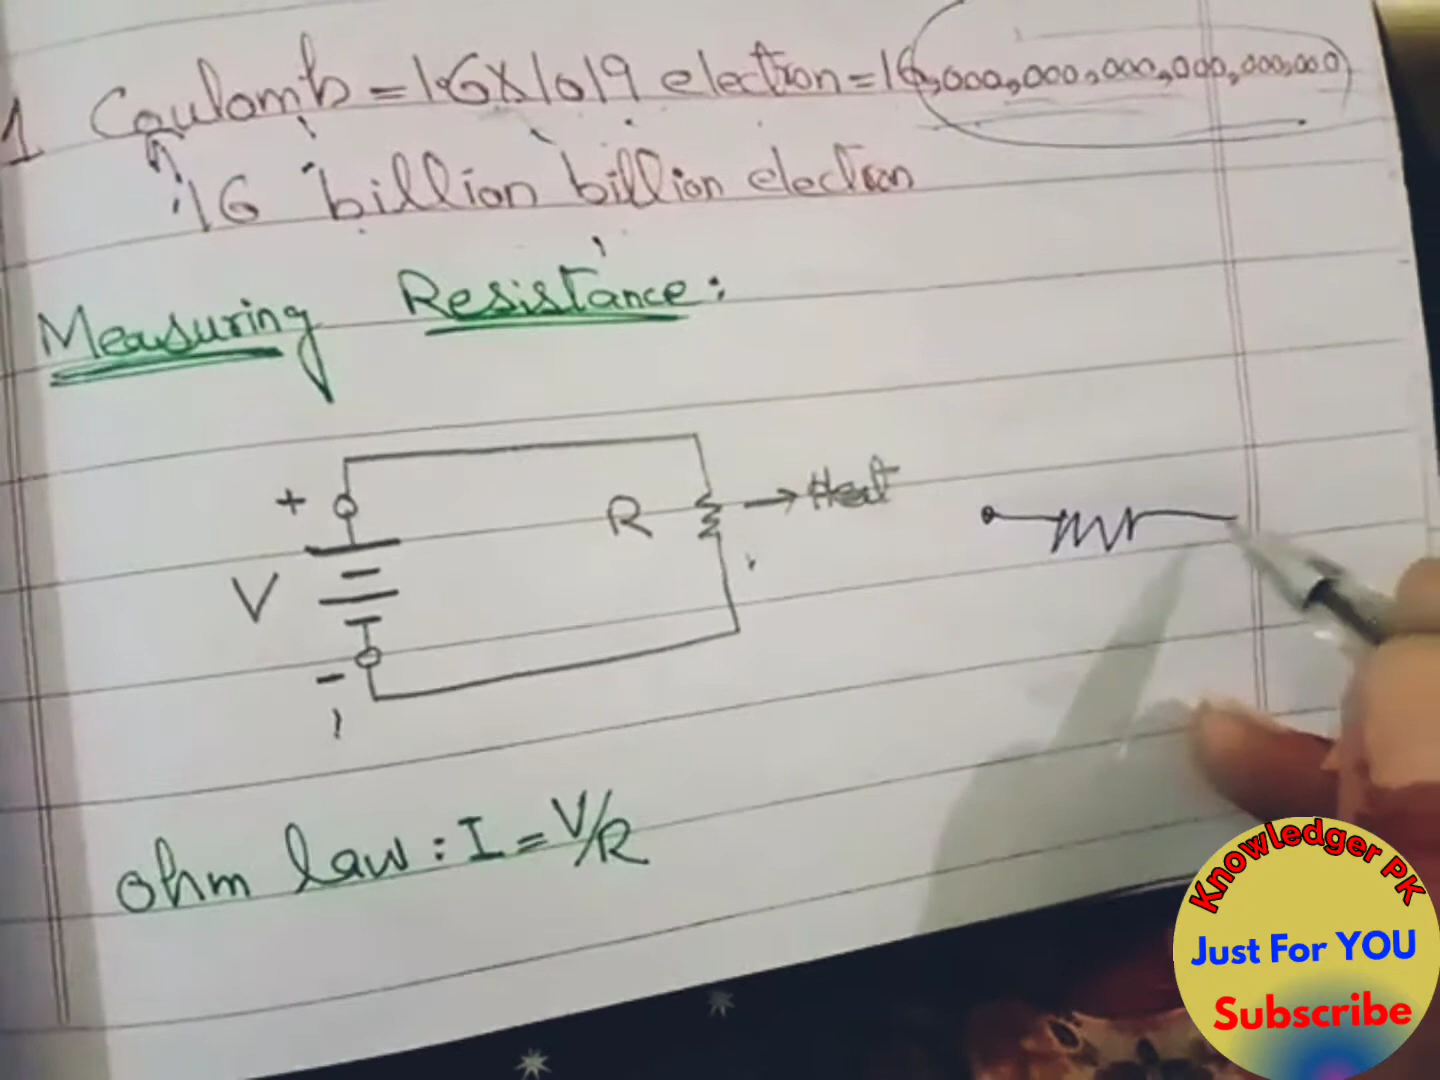 1 Coulomb = 1.6X1019 electron = 16,000,000,000,000,000,000
16 billion billion electron
Measuring Resistance:
+
R → Heat
V
-
ohm law: I = V/R
Knowledger PK
Just For YOU
Subscribe